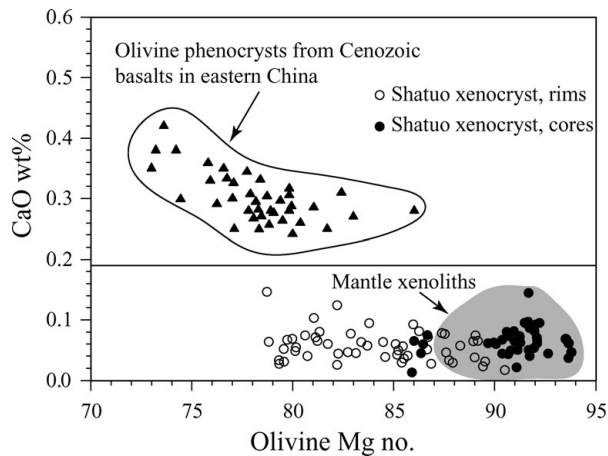 0.6
Olivine phenocrysts from Cenozoic
basalts in eastern China
0.5
Shatuo xenocryst, rims
0.4
Shatuo xenocryst, cores
CaO wt%
0.3
0.2
Mantle xenoliths
0.1
0.0
70 75 80 85 90 95
Olivine Mg no.